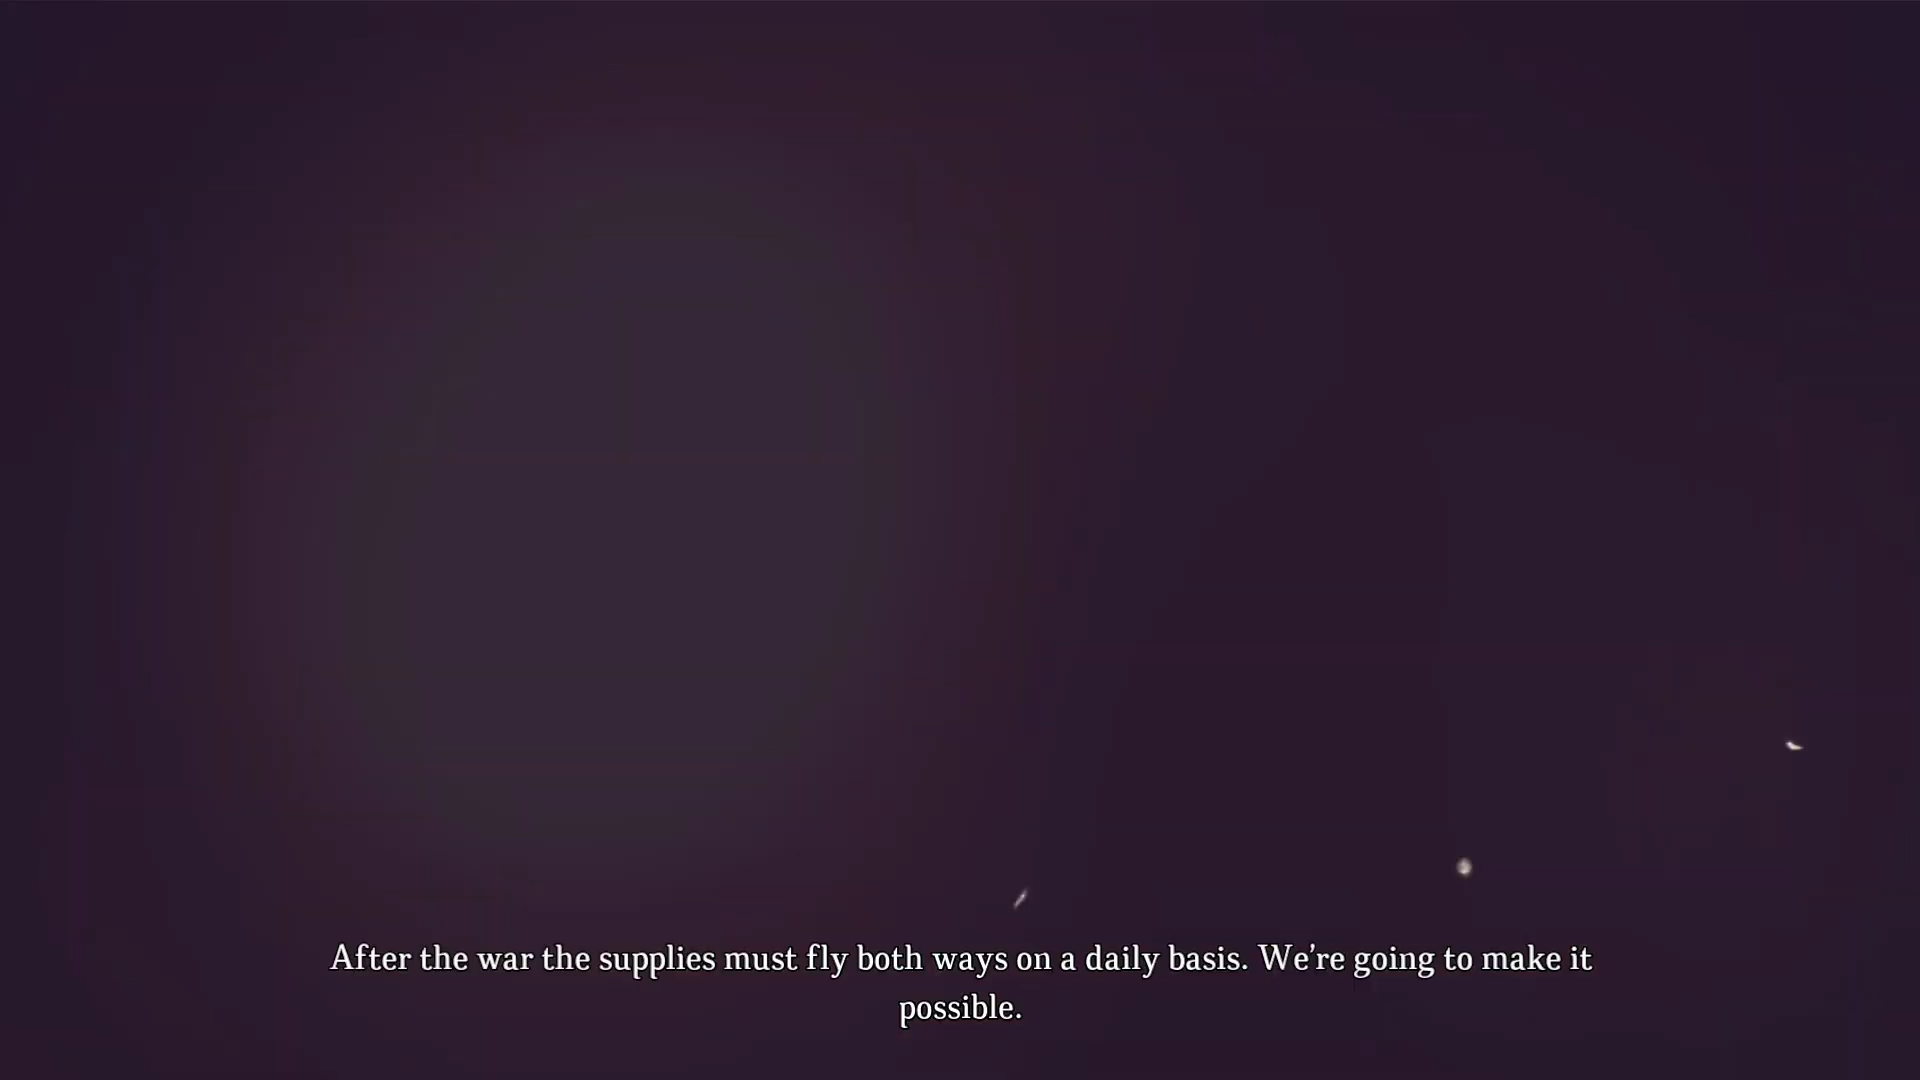 After the war the supplies must fly both ways on a daily basis. We’re going to make it
possible.